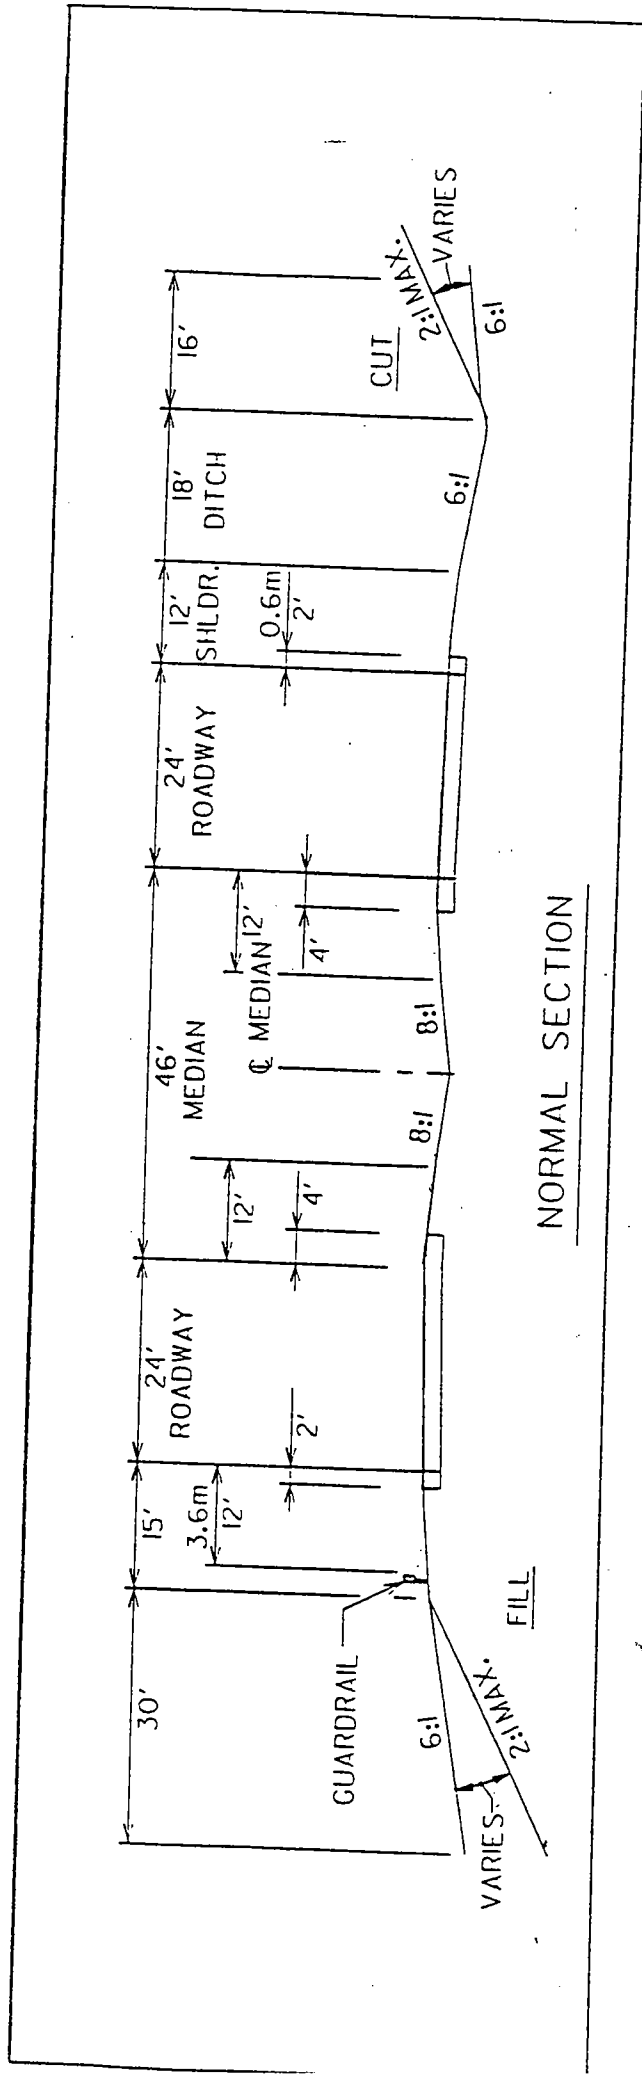 30'
15'
24'
ROADWAY
46'
MEDIAN
24'
ROADWAY
12'
SHLDR.
18'
DITCH
16'
3.6m
12'
2'
12'
4'
℄ MEDIAN
12'
4'
0.6m
2'
GUARDRAIL
CUT
2:1 MAX.
VARIES
6:1
6:1
8:1
8:1
6:1
2:1 MAX.
VARIES
FILL
NORMAL SECTION